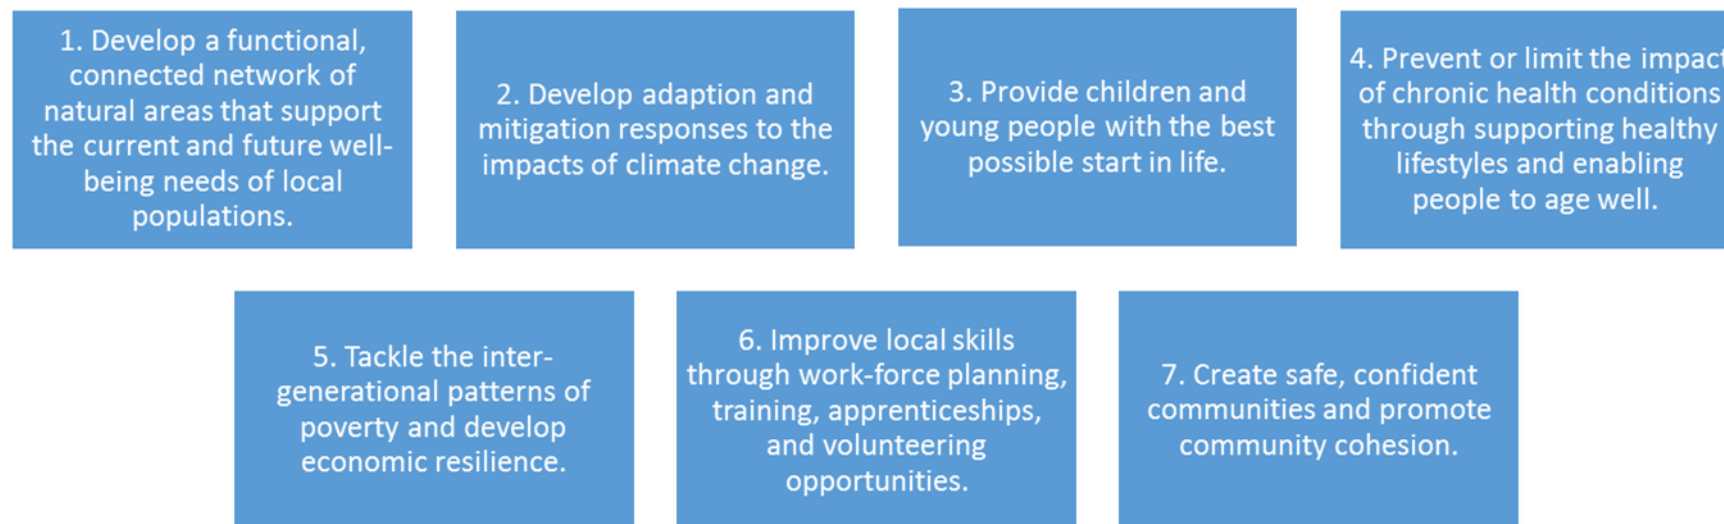 1. Develop a functional,
connected network of
natural areas that support
the current and future well-
being needs of local
populations.
2. Develop adaption and
mitigation responses to the
impacts of climate change.
3. Provide children and
young people with the best
possible start in life.
4. Prevent or limit the impact
of chronic health conditions
through supporting healthy
lifestyles and enabling
people to age well.
5. Tackle the inter-
generational patterns of
poverty and develop
economic resilience.
6. Improve local skills
through work-force planning,
training, apprenticeships,
and volunteering
opportunities.
7. Create safe, confident
communities and promote
community cohesion.